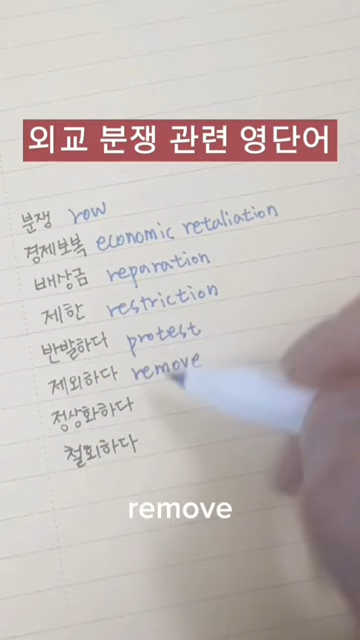 외교 분쟁 관련 영단어
분쟁 row
경제보복 economic retaliation
배상금 reparation
제한 restriction
반발하다 protest
제외하다 remove
정상화하다
철회하다
remove